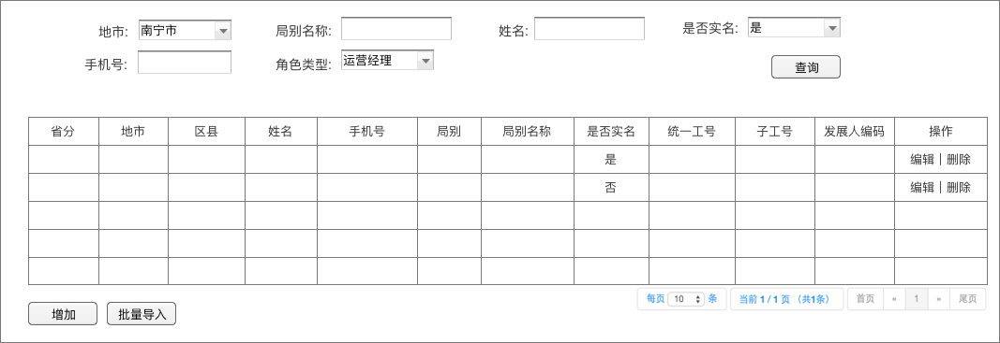 地市: 南宁市 局别名称: 姓名: 是否实名: 是
手机号: 角色类型: 运营经理 查询
省分 地市 区县 姓名 手机号 局别 局别名称 是否实名 统一工号 子工号 发展人编码 操作
是 编辑 | 删除
否 编辑 | 删除
每页 10 条 当前 1 / 1 页 （共1条） 首页 « 1 » 尾页
增加 批量导入